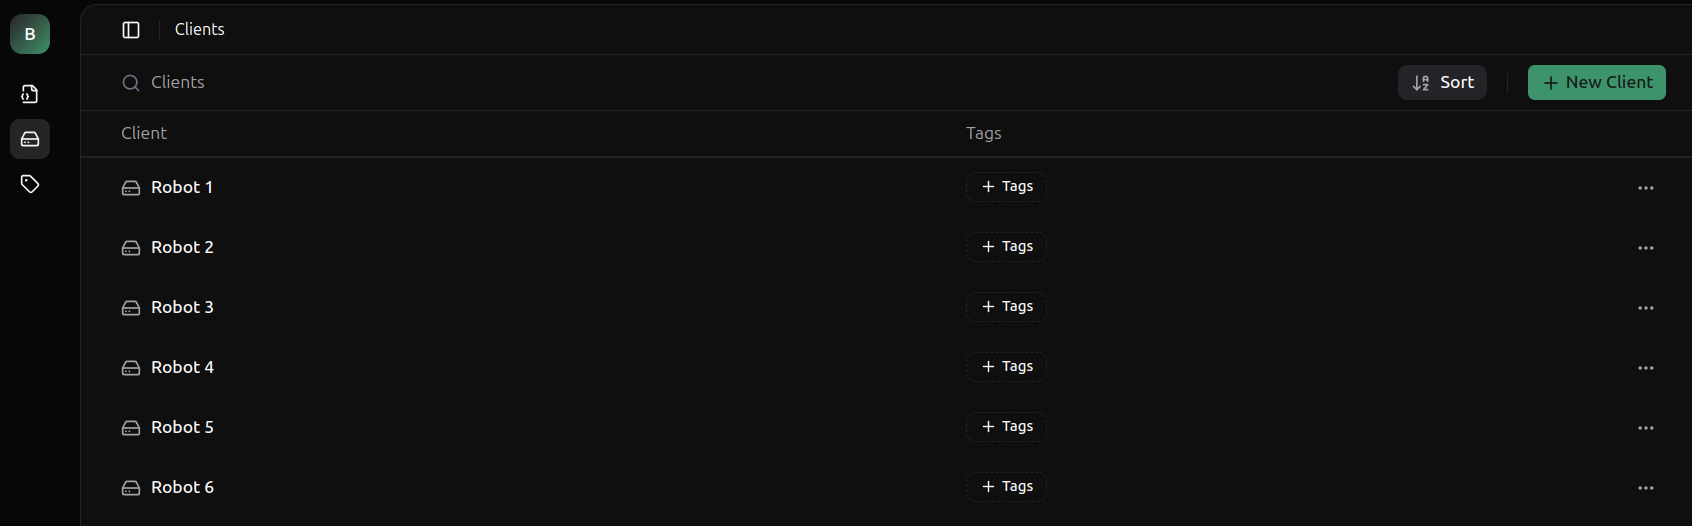 B
Clients
Clients
Sort
New Client
Client Tags
Robot 1 + Tags
Robot 2 + Tags
Robot 3 + Tags
Robot 4 + Tags
Robot 5 + Tags
Robot 6 + Tags